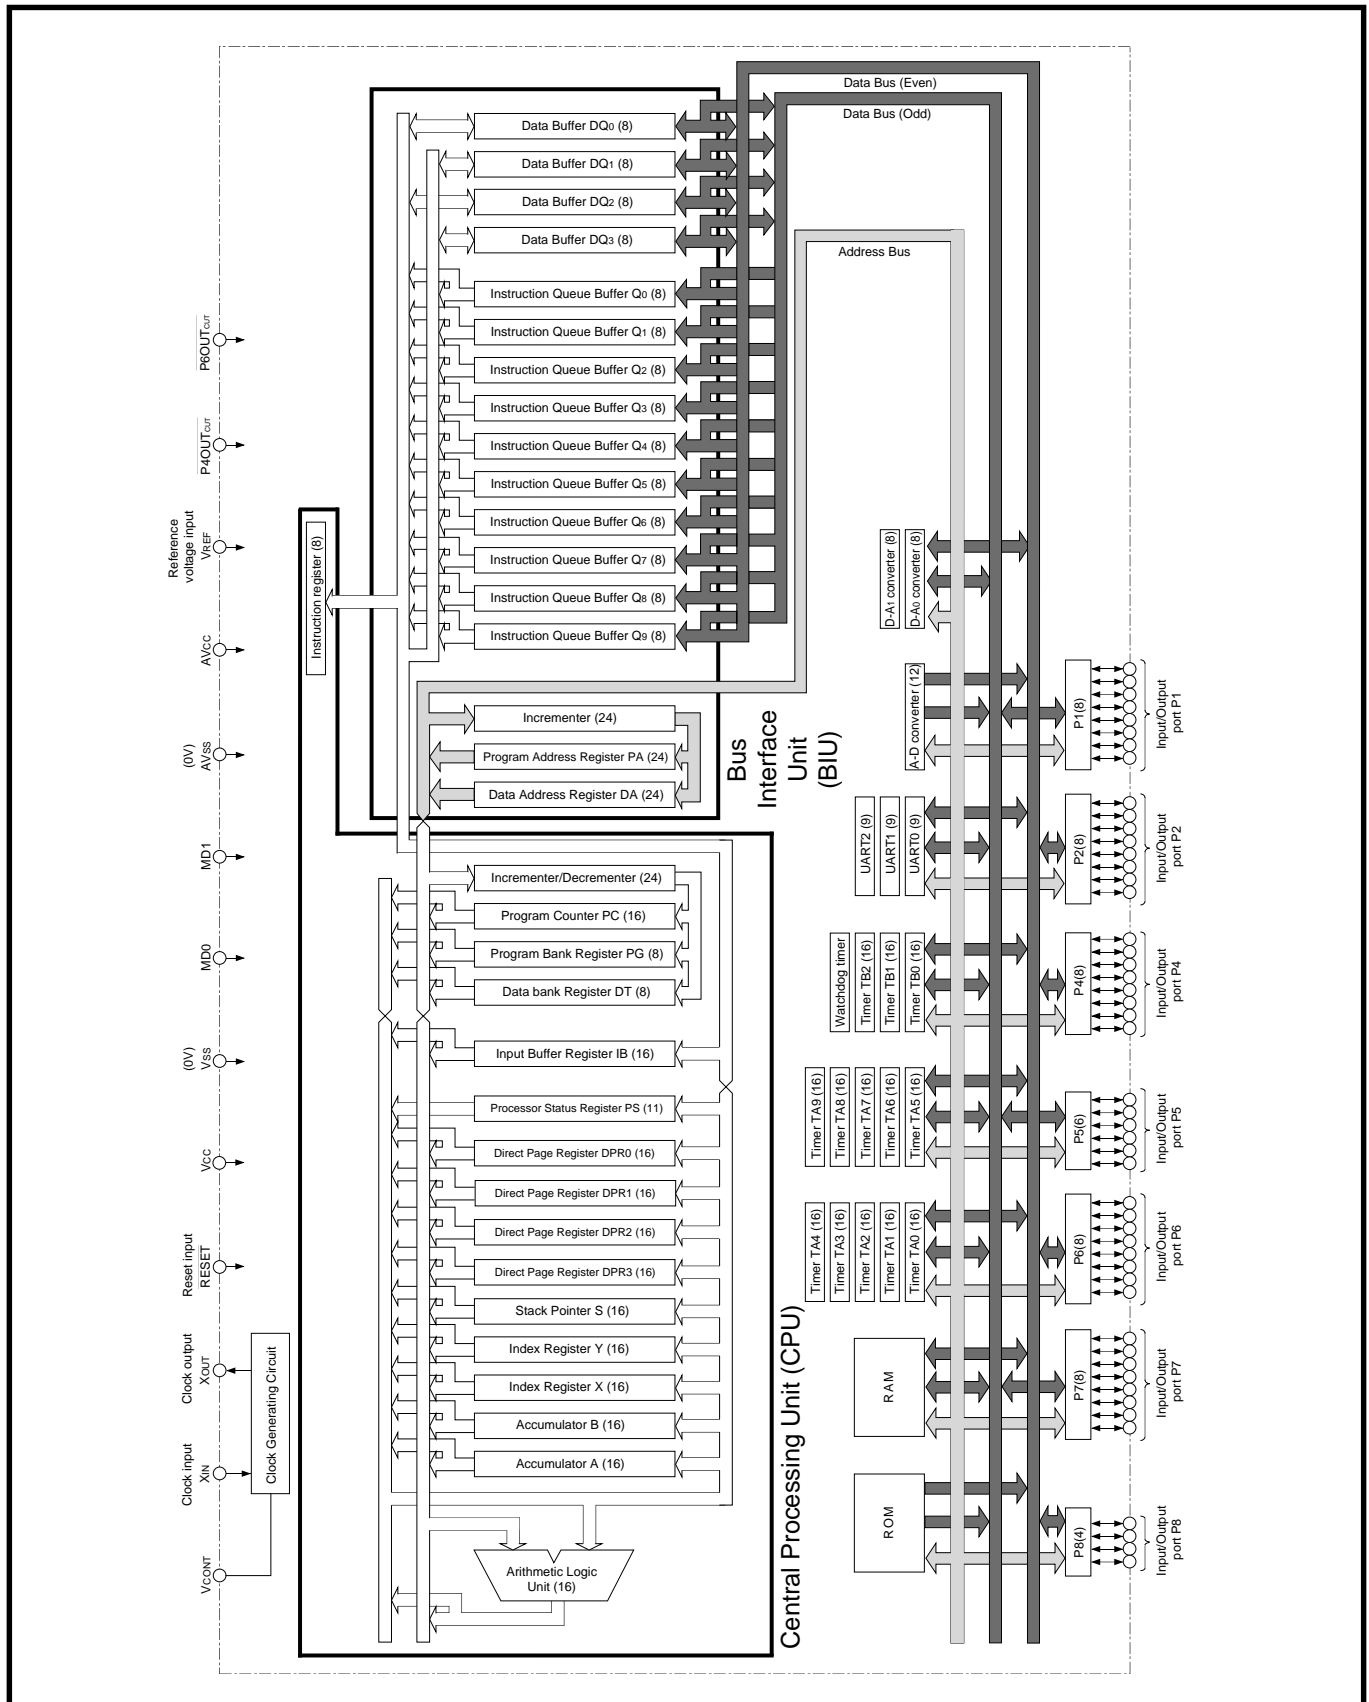 Data Bus (Even)
Data Bus (Odd)
Address Bus
Data Buffer DQ0 (8)
Data Buffer DQ1 (8)
Data Buffer DQ2 (8)
Data Buffer DQ3 (8)
Instruction Queue Buffer Q0 (8)
Instruction Queue Buffer Q1 (8)
Instruction Queue Buffer Q2 (8)
Instruction Queue Buffer Q3 (8)
Instruction Queue Buffer Q4 (8)
Instruction Queue Buffer Q5 (8)
Instruction Queue Buffer Q6 (8)
Instruction Queue Buffer Q7 (8)
Instruction Queue Buffer Q8 (8)
Instruction Queue Buffer Q9 (8)
Incrementer (24)
Program Address Register PA (24)
Data Address Register DA (24)
Bus
Interface
Unit
(BIU)
Instruction register (8)
Incrementer/Decrementer (24)
Program Counter PC (16)
Program Bank Register PG (8)
Data bank Register DT (8)
Input Buffer Register IB (16)
Processor Status Register PS (11)
Direct Page Register DPR0 (16)
Direct Page Register DPR1 (16)
Direct Page Register DPR2 (16)
Direct Page Register DPR3 (16)
Stack Pointer S (16)
Index Register Y (16)
Index Register X (16)
Accumulator B (16)
Accumulator A (16)
Arithmetic Logic
Unit (16)
Central Processing Unit (CPU)
P6OUTCUT
P4OUTCUT
Reference
voltage input
VREF
AVCC
(0V)
AVSS
MD1
MD0
(0V)
VSS
VCC
Reset input
RESET
Clock output
XOUT
Clock input
XIN
VCONT
Clock Generating Circuit
D-A1 converter (8)
D-A0 converter (8)
A-D converter (12)
UART2 (9)
UART1 (9)
UART0 (9)
Watchdog timer
Timer TB2 (16)
Timer TB1 (16)
Timer TB0 (16)
Timer TA9 (16)
Timer TA8 (16)
Timer TA7 (16)
Timer TA6 (16)
Timer TA5 (16)
Timer TA4 (16)
Timer TA3 (16)
Timer TA2 (16)
Timer TA1 (16)
Timer TA0 (16)
RAM
ROM
P1(8)
Input/Output
port P1
P2(8)
Input/Output
port P2
P4(8)
Input/Output
port P4
P5(6)
Input/Output
port P5
P6(8)
Input/Output
port P6
P7(8)
Input/Output
port P7
P8(4)
Input/Output
port P8